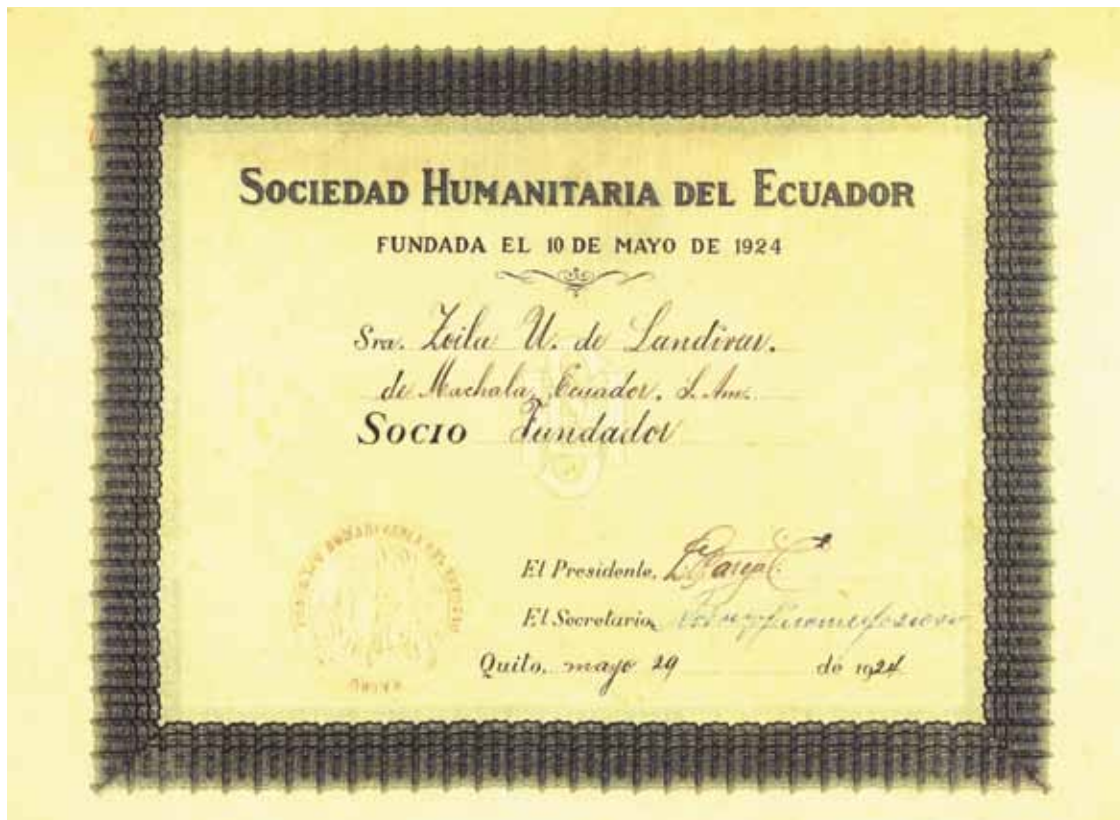 SOCIEDAD HUMANITARIA DEL ECUADOR
FUNDADA EL 10 DE MAYO DE 1924
Sra. Zoila U. de Landivar.
de Machala, Ecuador. S. Am.
SOCIO Fundador
El Presidente,
El Secretario,
Quito, mayo 29 de 1924